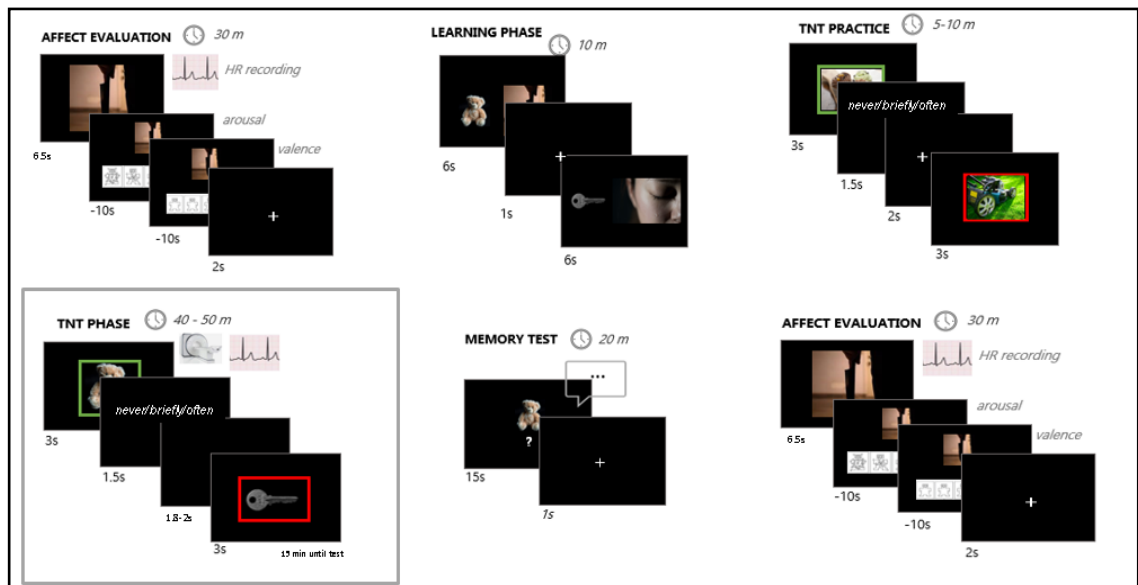 AFFECT EVALUATION 30 m
HR recording
arousal
valence
6.5s
-10s
-10s
2s
LEARNING PHASE
10 m
6s
1s
6s
TNT PRACTICE 5-10 m
never/briefly/often
3s
1.5s
2s
3s
TNT PHASE 40 - 50 m
never/briefly/often
3s
1.5s
1.8-2s
3s
15 min until test
MEMORY TEST 20 m
...
?
15s
1s
AFFECT EVALUATION 30 m
HR recording
arousal
valence
6.5s
-10s
-10s
2s